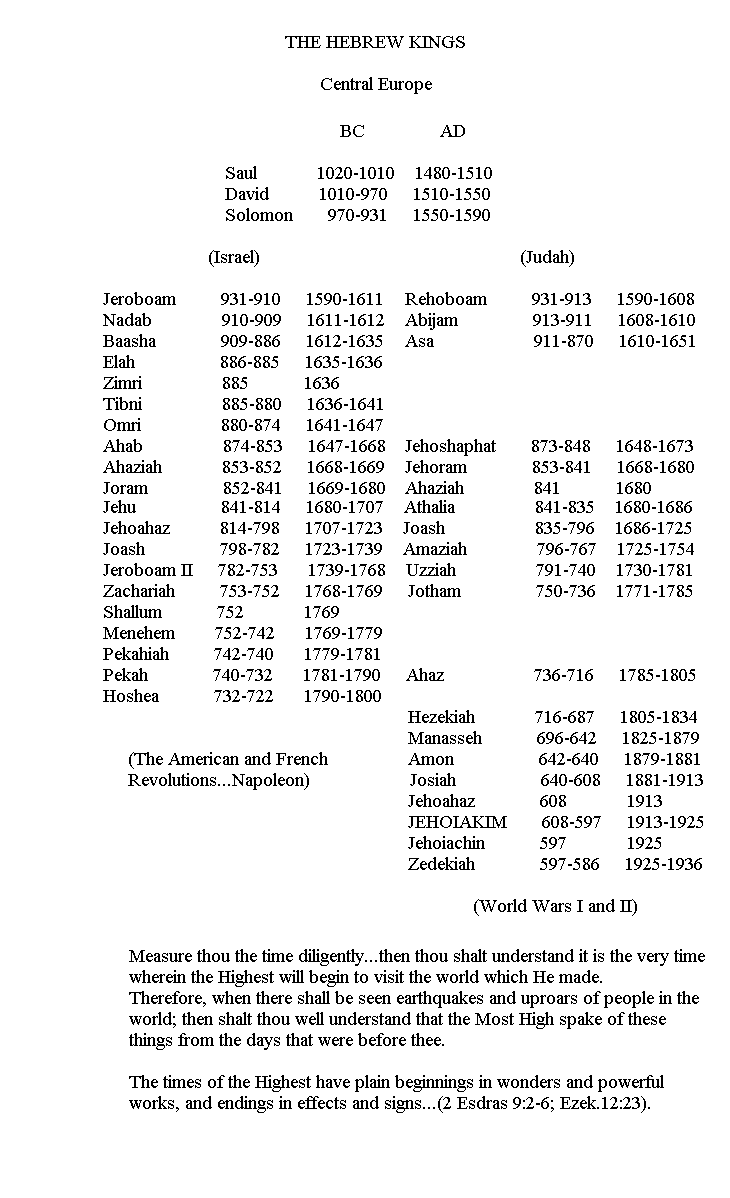 THE HEBREW KINGS
Central Europe
BC AD
Saul 1020-1010 1480-1510
David 1010-970 1510-1550
Solomon 970-931 1550-1590
(Israel) (Judah)
Jeroboam 931-910 1590-1611 Rehoboam 931-913 1590-1608
Nadab 910-909 1611-1612 Abijam 913-911 1608-1610
Baasha 909-886 1612-1635 Asa 911-870 1610-1651
Elah 886-885 1635-1636
Zimri 885 1636
Tibni 885-880 1636-1641
Omri 880-874 1641-1647
Ahab 874-853 1647-1668 Jehoshaphat 873-848 1648-1673
Ahaziah 853-852 1668-1669 Jehoram 853-841 1668-1680
Joram 852-841 1669-1680 Ahaziah 841 1680
Jehu 841-814 1680-1707 Athalia 841-835 1680-1686
Jehoahaz 814-798 1707-1723 Joash 835-796 1686-1725
Joash 798-782 1723-1739 Amaziah 796-767 1725-1754
Jeroboam II 782-753 1739-1768 Uzziah 791-740 1730-1781
Zachariah 753-752 1768-1769 Jotham 750-736 1771-1785
Shallum 752 1769
Menehem 752-742 1769-1779
Pekahiah 742-740 1779-1781
Pekah 740-732 1781-1790 Ahaz 736-716 1785-1805
Hoshea 732-722 1790-1800
Hezekiah 716-687 1805-1834
Manasseh 696-642 1825-1879
(The American and French Amon 642-640 1879-1881
Revolutions...Napoleon) Josiah 640-608 1881-1913
Jehoahaz 608 1913
JEHOIAKIM 608-597 1913-1925
Jehoiachin 597 1925
Zedekiah 597-586 1925-1936
(World Wars I and II)
Measure thou the time diligently...then thou shalt understand it is the very time
wherein the Highest will begin to visit the world which He made.
Therefore, when there shall be seen earthquakes and uproars of people in the
world; then shalt thou well understand that the Most High spake of these
things from the days that were before thee.
The times of the Highest have plain beginnings in wonders and powerful
works, and endings in effects and signs...(2 Esdras 9:2-6; Ezek.12:23).